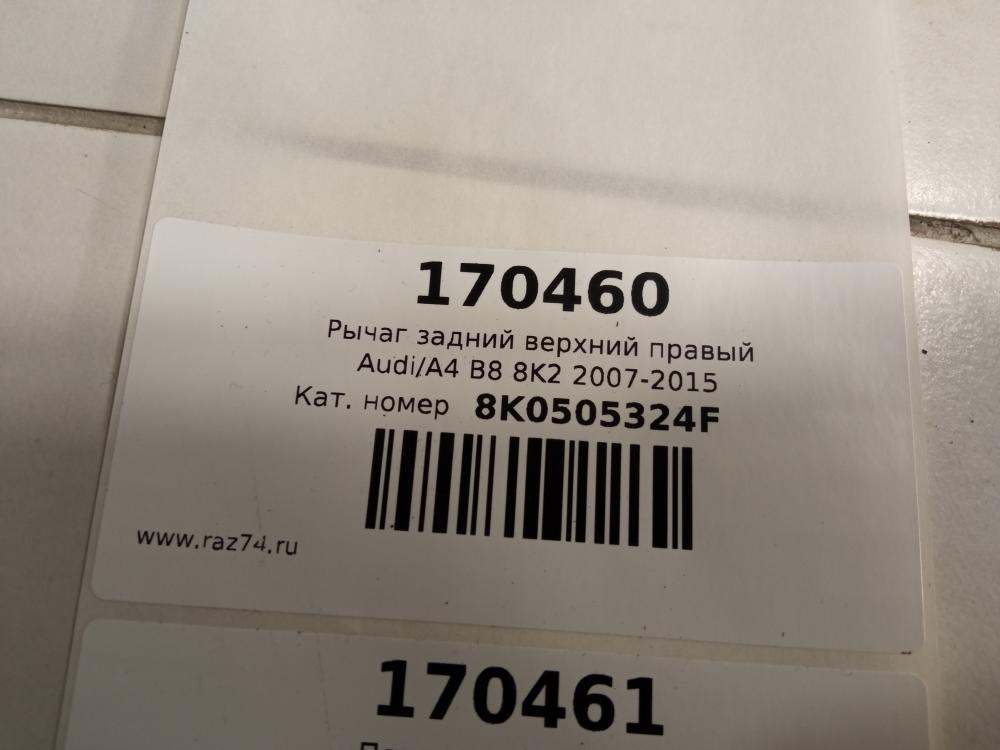 170460
Рычаг задний верхний правый
Audi/A4 B8 8K2 2007-2015
Кат. номер 8K0505324F
www.raz74.ru
170461